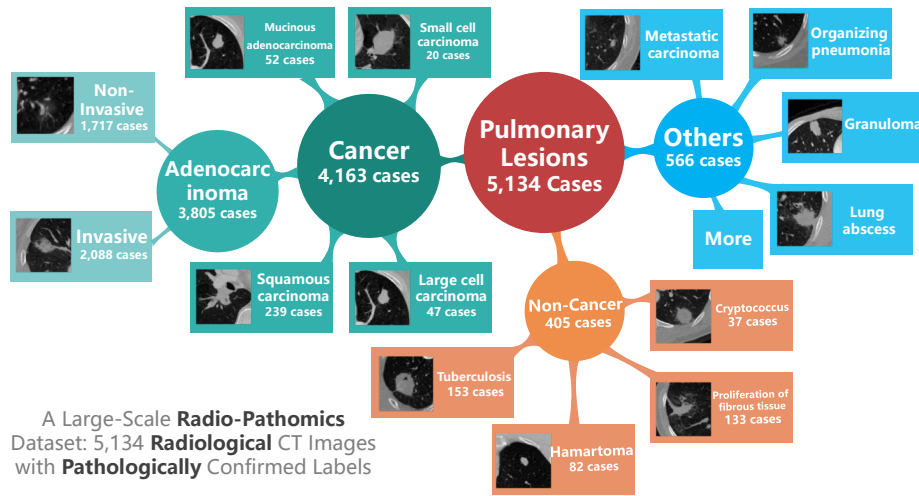 Mucinous
adenocarcinoma
52 cases
Small cell
carcinoma
20 cases
Metastatic
carcinoma
Organizing
pneumonia
Non-
Invasive
1,717 cases
Adenocarc
inoma
3,805 cases
Cancer
4,163 cases
Pulmonary
Lesions
5,134 Cases
Others
566 cases
Granuloma
Invasive
2,088 cases
Lung
abscess
More
Squamous
carcinoma
239 cases
Large cell
carcinoma
47 cases
Non-Cancer
405 cases
Cryptococcus
37 cases
Tuberculosis
153 cases
Proliferation of
fibrous tissue
133 cases
Hamartoma
82 cases
A Large-Scale Radio-Pathomics
Dataset: 5,134 Radiological CT Images
with Pathologically Confirmed Labels